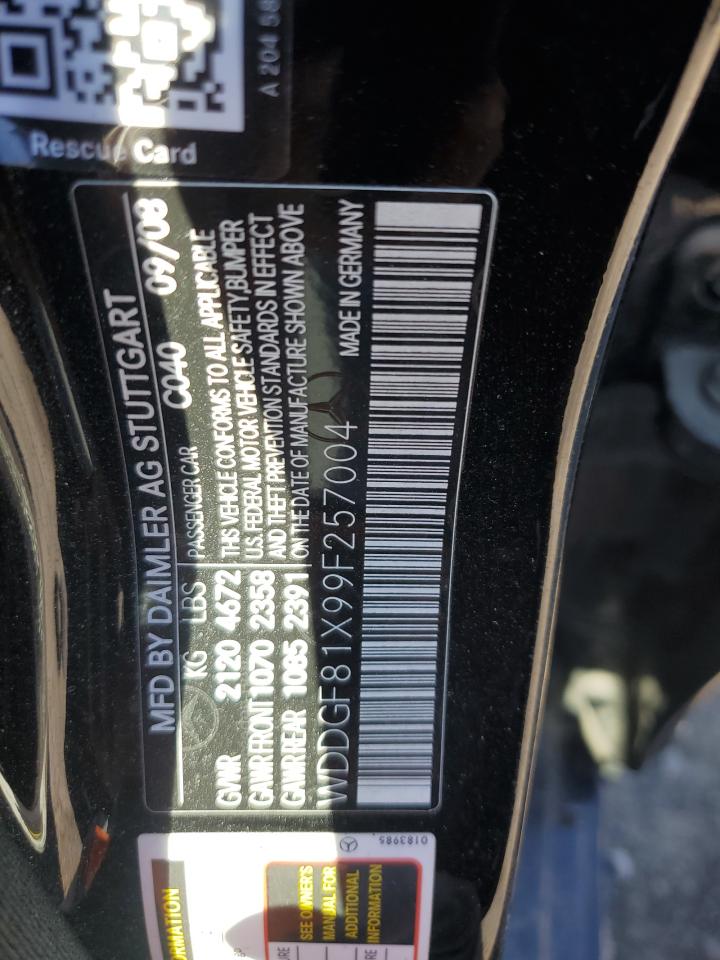 A 204 58
Rescue Card
MFD BY DAIMLER AG STUTTGART
C040 09/08
KG LBS PASSENGER CAR
GVWR 2120 4672
GAWR FRONT 1070 2358
GAWR REAR 1085 2391
THIS VEHICLE CONFORMS TO ALL APPLICABLE
U.S. FEDERAL MOTOR VEHICLE SAFETY, BUMPER
AND THEFT PREVENTION STANDARDS IN EFFECT
ON THE DATE OF MANUFACTURE SHOWN ABOVE
WDDGF81X99F257004
MADE IN GERMANY
0183985
SEE OWNER'S
MANUAL FOR
ADDITIONAL
INFORMATION